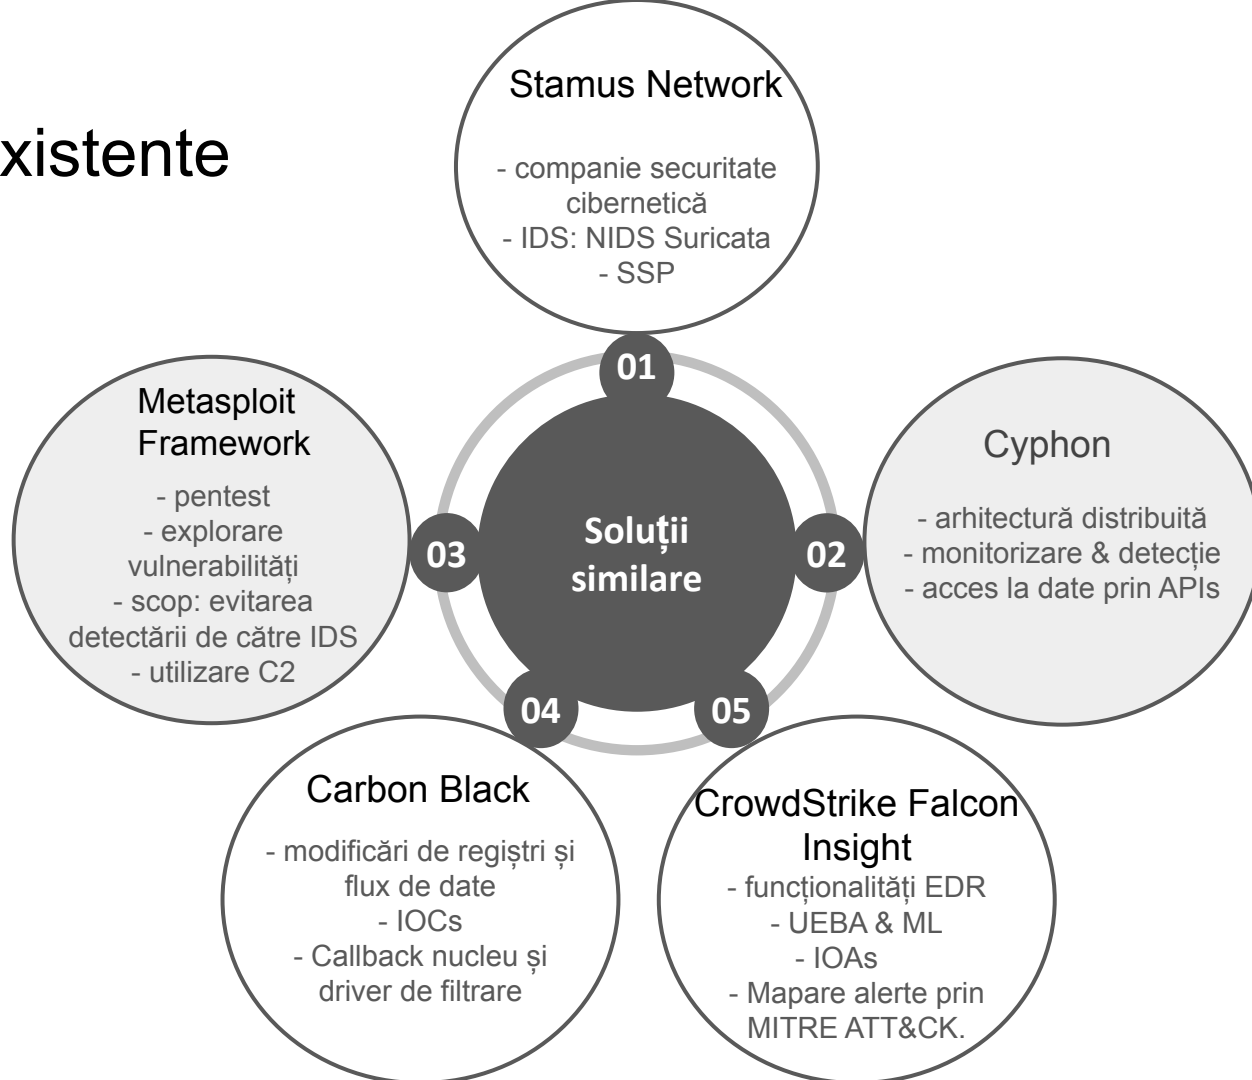 xistente
Stamus Network
- companie securitate
cibernetică
- IDS: NIDS Suricata
- SSP
01
Metasploit
Framework
- pentest
- explorare
vulnerabilități
- scop: evitarea
detectării de către IDS
- utilizare C2
03
Soluții
similare
02
Cyphon
- arhitectură distribuită
- monitorizare & detecție
- acces la date prin APIs
04
05
Carbon Black
- modificări de regiștri și
flux de date
- IOCs
- Callback nucleu și
driver de filtrare
CrowdStrike Falcon
Insight
- funcționalități EDR
- UEBA & ML
- IOAs
- Mapare alerte prin
MITRE ATT&CK.